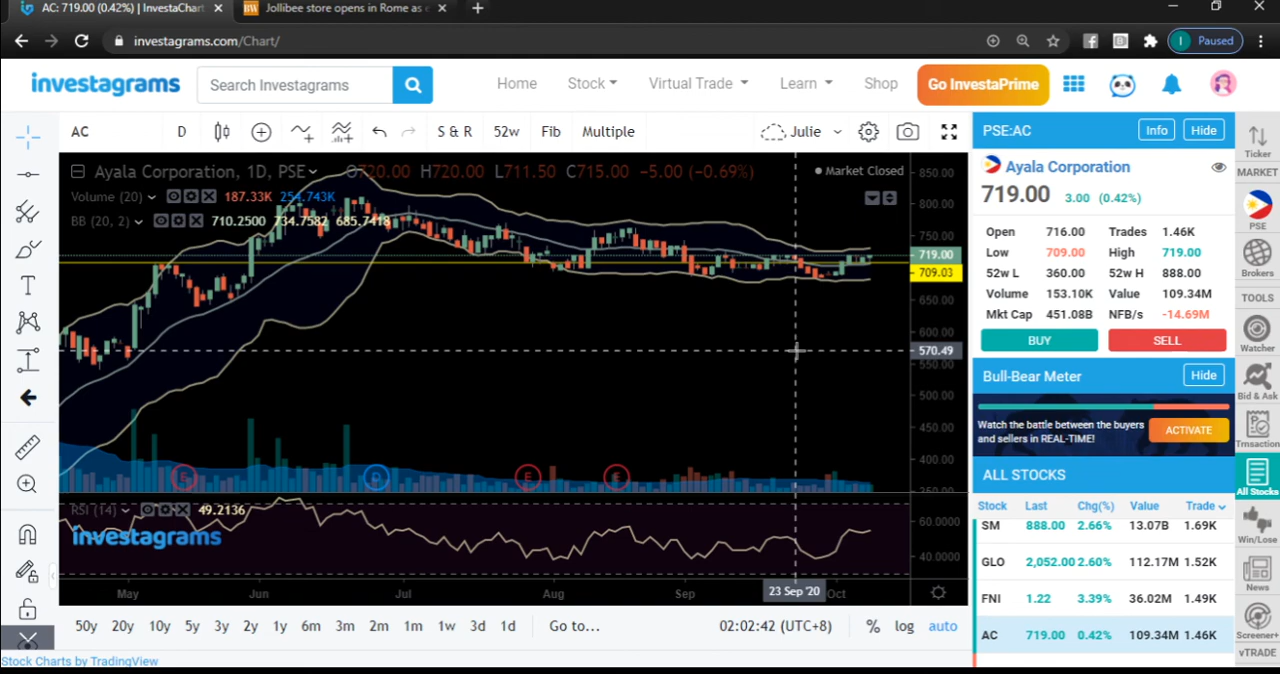 AC: 719.00 (0.42%) | InvestaChart
Jollibee store opens in Rome as
investagrams.com/Chart/
I Paused
investagrams
Search Investagrams
Home
Stock
Virtual Trade
Learn
Shop
Go InvestaPrime
AC
D
S & R
52w
Fib
Multiple
Julie
Ayala Corporation, 1D, PSE
O720.00 H720.00 L711.50 C715.00 -5.00 (-0.69%)
Market Closed
Volume (20) 187.33K 254.743K
BB (20, 2) 710.2500 734.7582 685.7418
850.00
800.00
750.00
719.00
709.03
650.00
600.00
570.49
550.00
500.00
450.00
400.00
350.00
E
D
E
E
RSI (14) 49.2136
investagrams
60.0000
40.0000
May
Jun
Jul
Aug
Sep
23 Sep '20
Oct
50y 20y 10y 5y 3y 2y 1y 6m 3m 2m 1m 1w 3d 1d
Go to...
02:02:42 (UTC+8)
% log auto
Stock Charts by TradingView
PSE:AC
Info
Hide
Ayala Corporation
719.00 3.00 (0.42%)
Open 716.00 Trades 1.46K
Low 709.00 High 719.00
52w L 360.00 52w H 888.00
Volume 153.10K Value 109.34M
Mkt Cap 451.08B NFB/s -14.69M
BUY
SELL
Bull-Bear Meter
Hide
Watch the battle between the buyers
and sellers in REAL-TIME!
ACTIVATE
ALL STOCKS
Stock Last Chg(%) Value Trade
SM 888.00 2.66% 13.07B 1.69K
GLO 2,052.00 2.60% 112.17M 1.52K
FNI 1.22 3.39% 36.02M 1.49K
AC 719.00 0.42% 109.34M 1.46K
Ticker
MARKET
PSE
Brokers
TOOLS
Watcher
Bid & Ask
Trnsaction
All Stocks
Win/Lose
News
Screener+
vTRADE